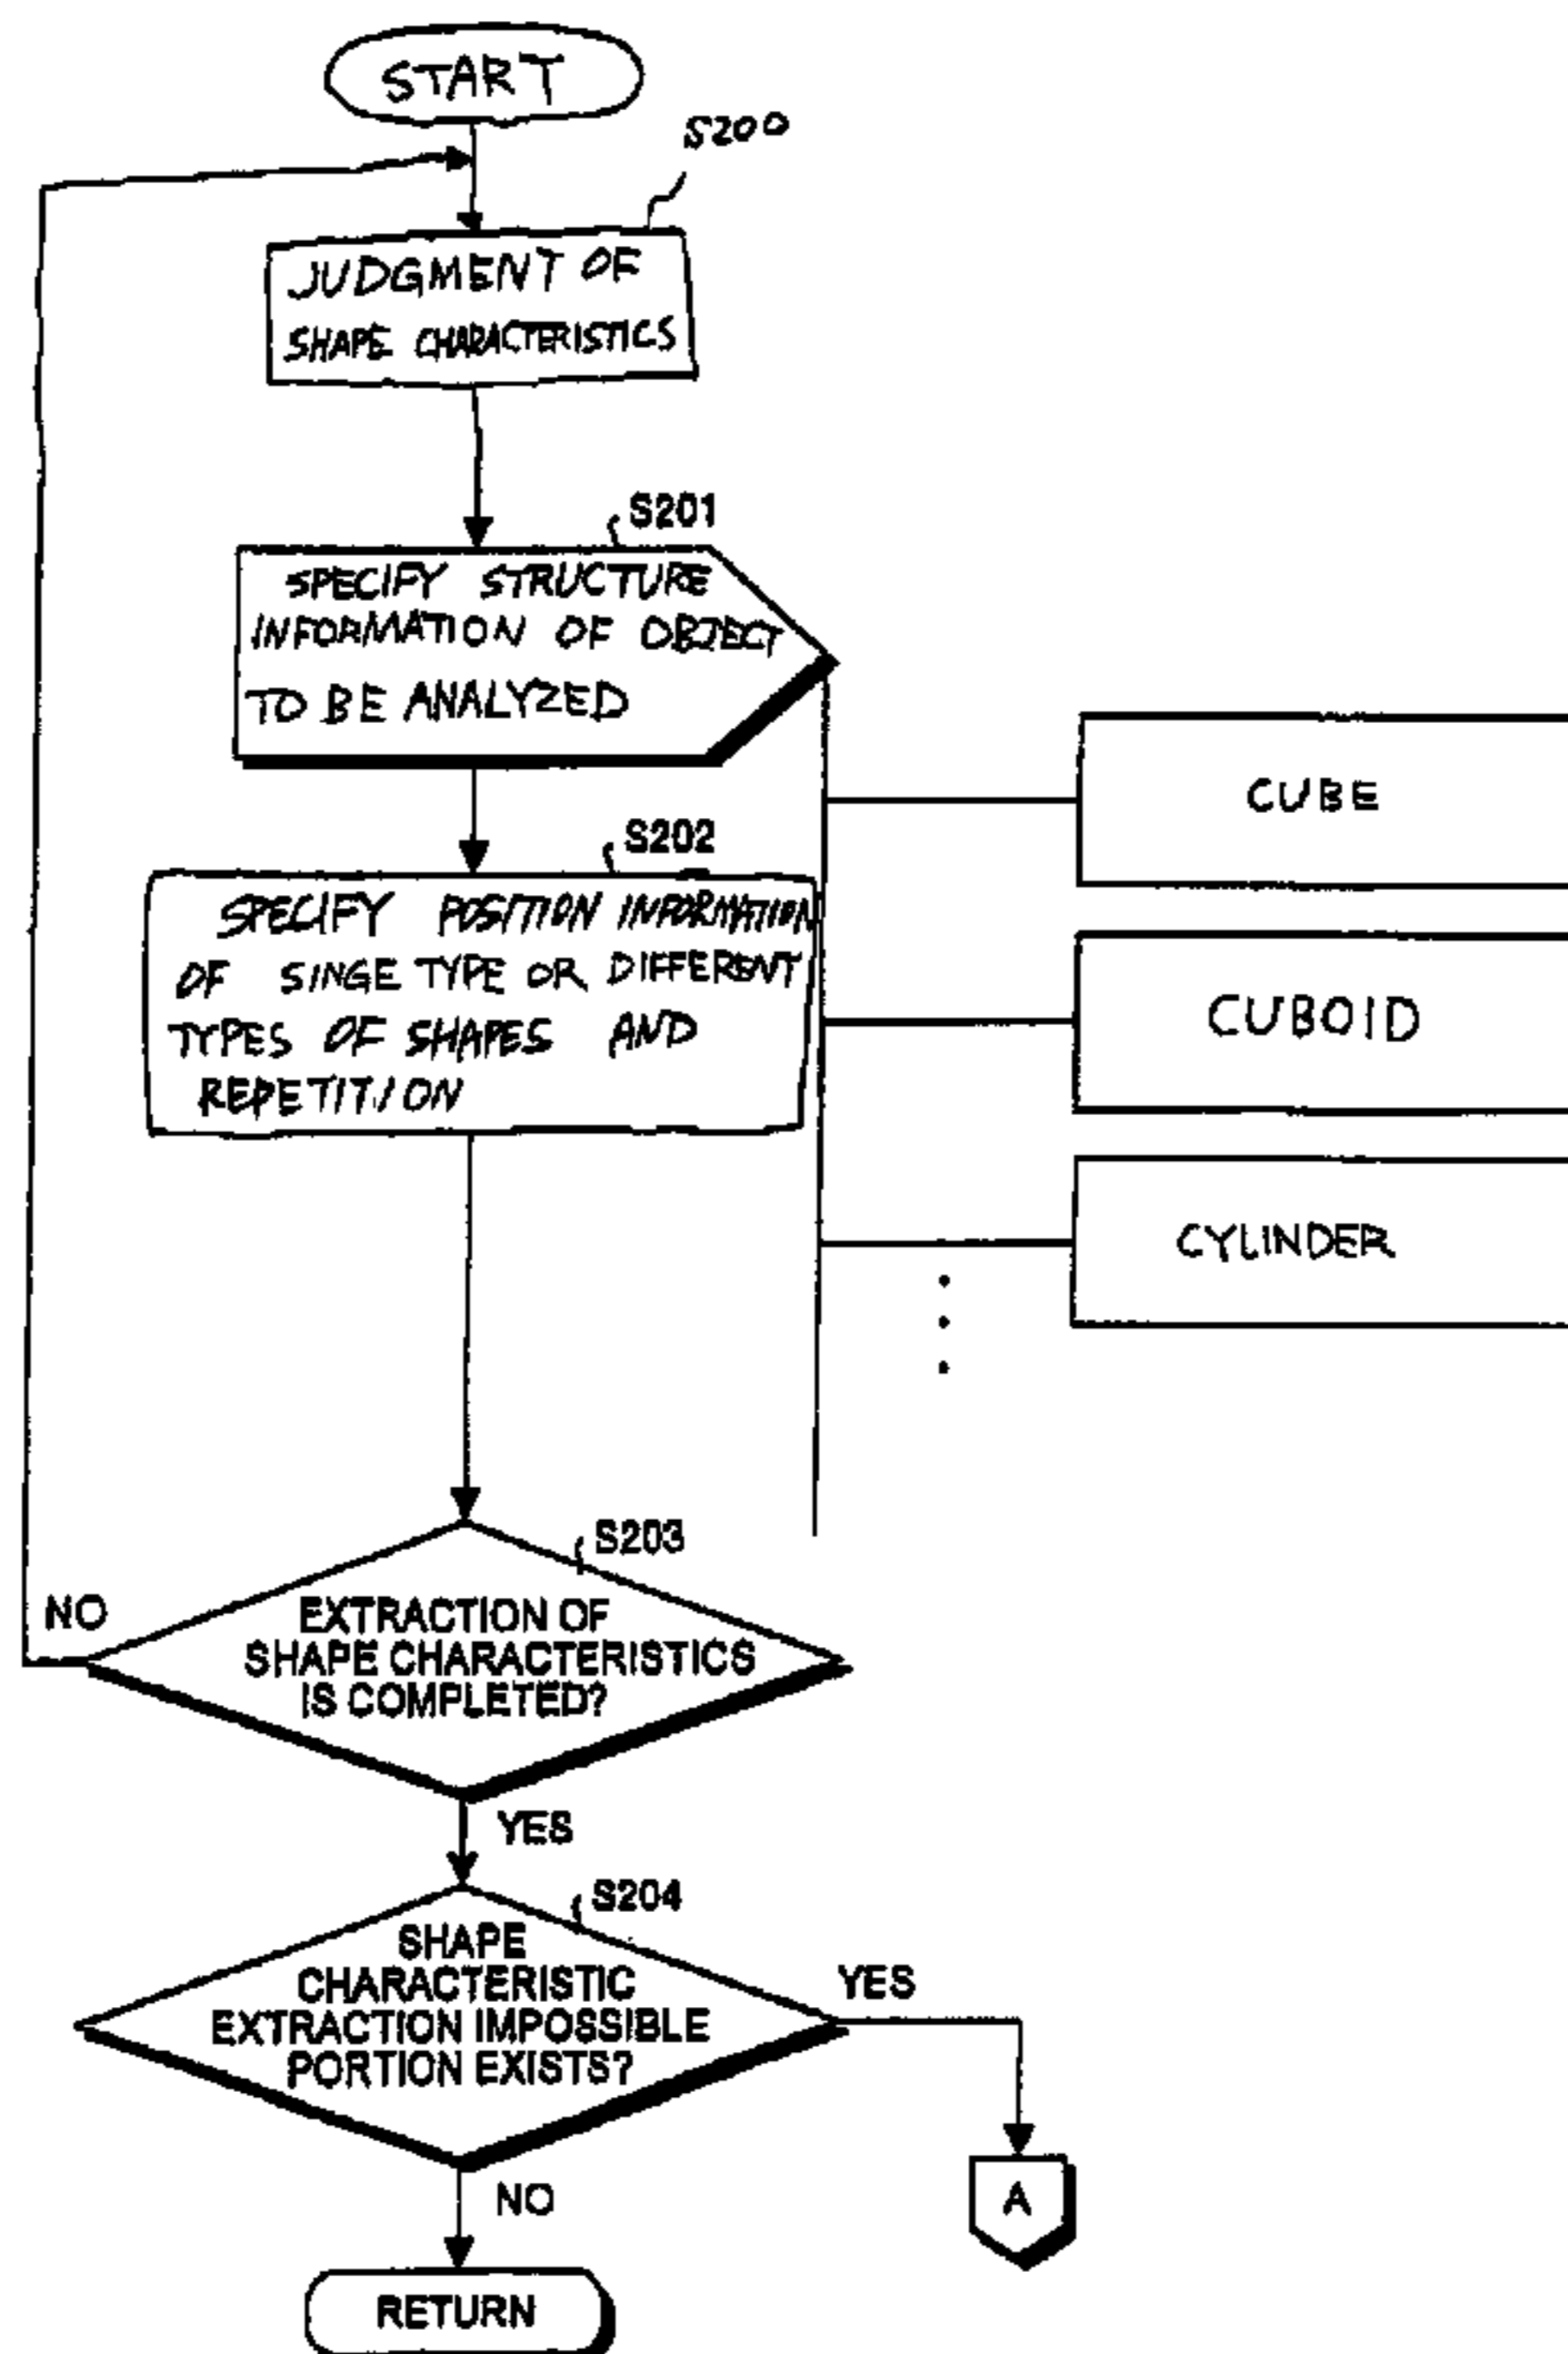 START
S200
JUDGMENT OF
SHAPE CHARACTERISTICS
S201
SPECIFY STRUCTURE
INFORMATION OF OBJECT
TO BE ANALYZED
CUBE
S202
SPECIFY POSITION INFORMATION
OF SINGE TYPE OR DIFFERENT
TYPES OF SHAPES AND
REPETITION
CUBOID
CYLINDER
S203
NO
EXTRACTION OF
SHAPE CHARACTERISTICS
IS COMPLETED?
YES
S204
SHAPE
CHARACTERISTIC
EXTRACTION IMPOSSIBLE
PORTION EXISTS?
YES
A
NO
RETURN